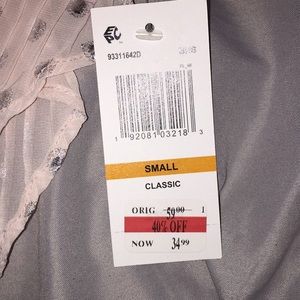 93311642D
1 92081 03218 3
SMALL
CLASSIC
ORIG 59.00 1
40% OFF
NOW 34.99